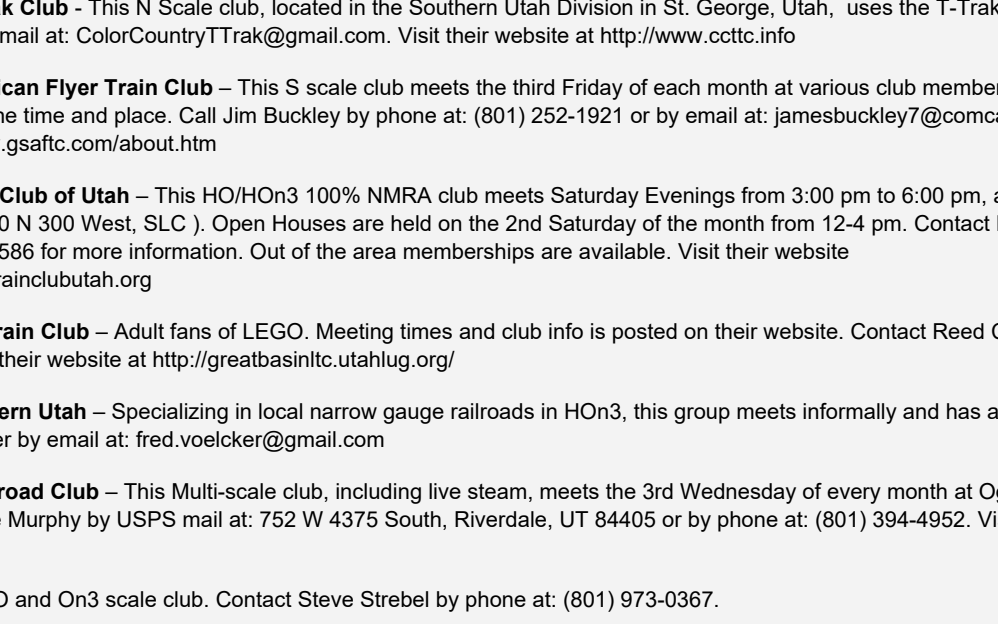 ak Club - This N Scale club, located in the Southern Utah Division in St. George, Utah,  uses the T-Trak
mail at: ColorCountryTTrak@gmail.com. Visit their website at http://www.ccttc.info
ican Flyer Train Club – This S scale club meets the third Friday of each month at various club member
he time and place. Call Jim Buckley by phone at: (801) 252-1921 or by email at: jamesbuckley7@comca
.gsaftc.com/about.htm
Club of Utah – This HO/HOn3 100% NMRA club meets Saturday Evenings from 3:00 pm to 6:00 pm, a
0 N 300 West, SLC ). Open Houses are held on the 2nd Saturday of the month from 12-4 pm. Contact
586 for more information. Out of the area memberships are available. Visit their website
rainclubutah.org
rain Club – Adult fans of LEGO. Meeting times and club info is posted on their website. Contact Reed
their website at http://greatbasinltc.utahlug.org/
ern Utah – Specializing in local narrow gauge railroads in HOn3, this group meets informally and has a
er by email at: fred.voelcker@gmail.com
road Club – This Multi-scale club, including live steam, meets the 3rd Wednesday of every month at Og
e Murphy by USPS mail at: 752 W 4375 South, Riverdale, UT 84405 or by phone at: (801) 394-4952. Vi
O and On3 scale club. Contact Steve Strebel by phone at: (801) 973-0367.